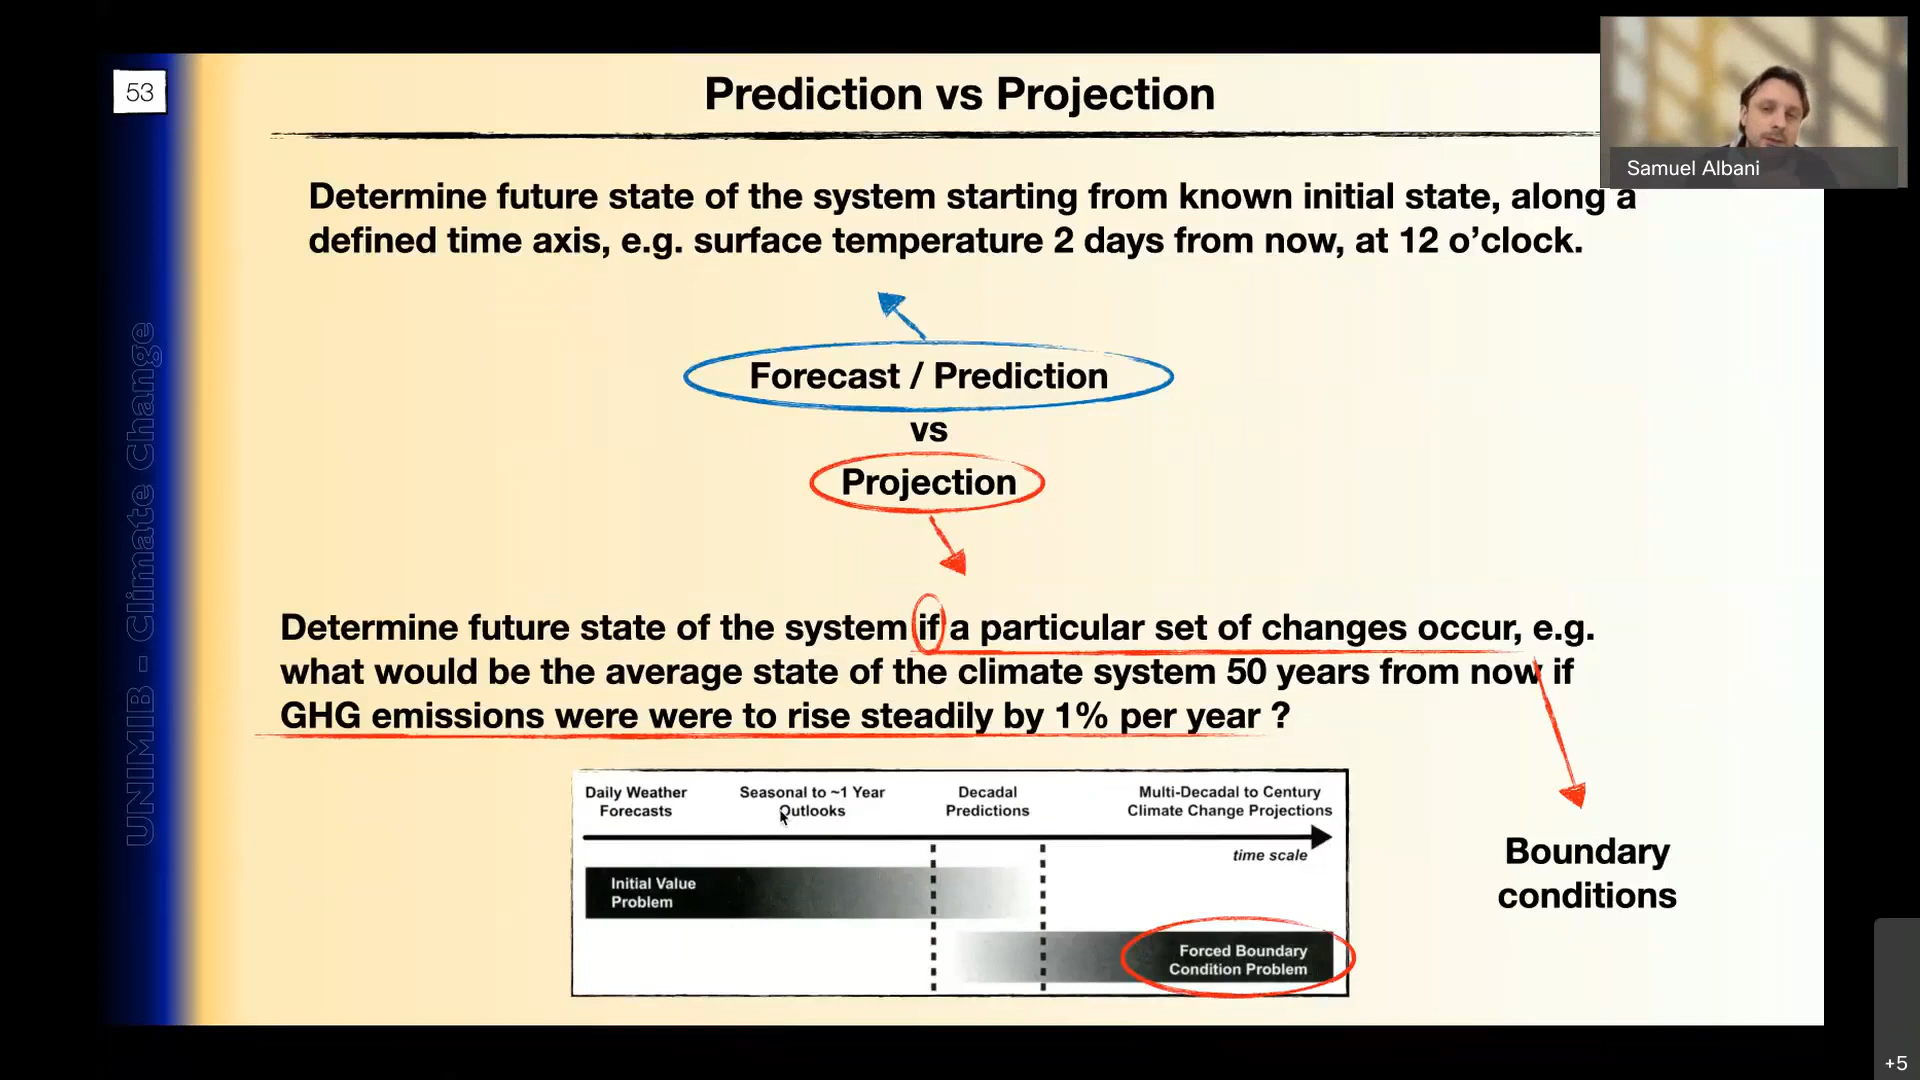 53
Prediction vs Projection
Samuel Albani
Determine future state of the system starting from known initial state, along a
defined time axis, e.g. surface temperature 2 days from now, at 12 o’clock.
Forecast / Prediction
vs
Projection
Determine future state of the system if a particular set of changes occur, e.g.
what would be the average state of the climate system 50 years from now if
GHG emissions were were to rise steadily by 1% per year ?
Daily Weather
Forecasts
Seasonal to ~1 Year
Outlooks
Decadal
Predictions
Multi-Decadal to Century
Climate Change Projections
time scale
Initial Value
Problem
Forced Boundary
Condition Problem
Boundary
conditions
UNIMIB - Climate Change
+5